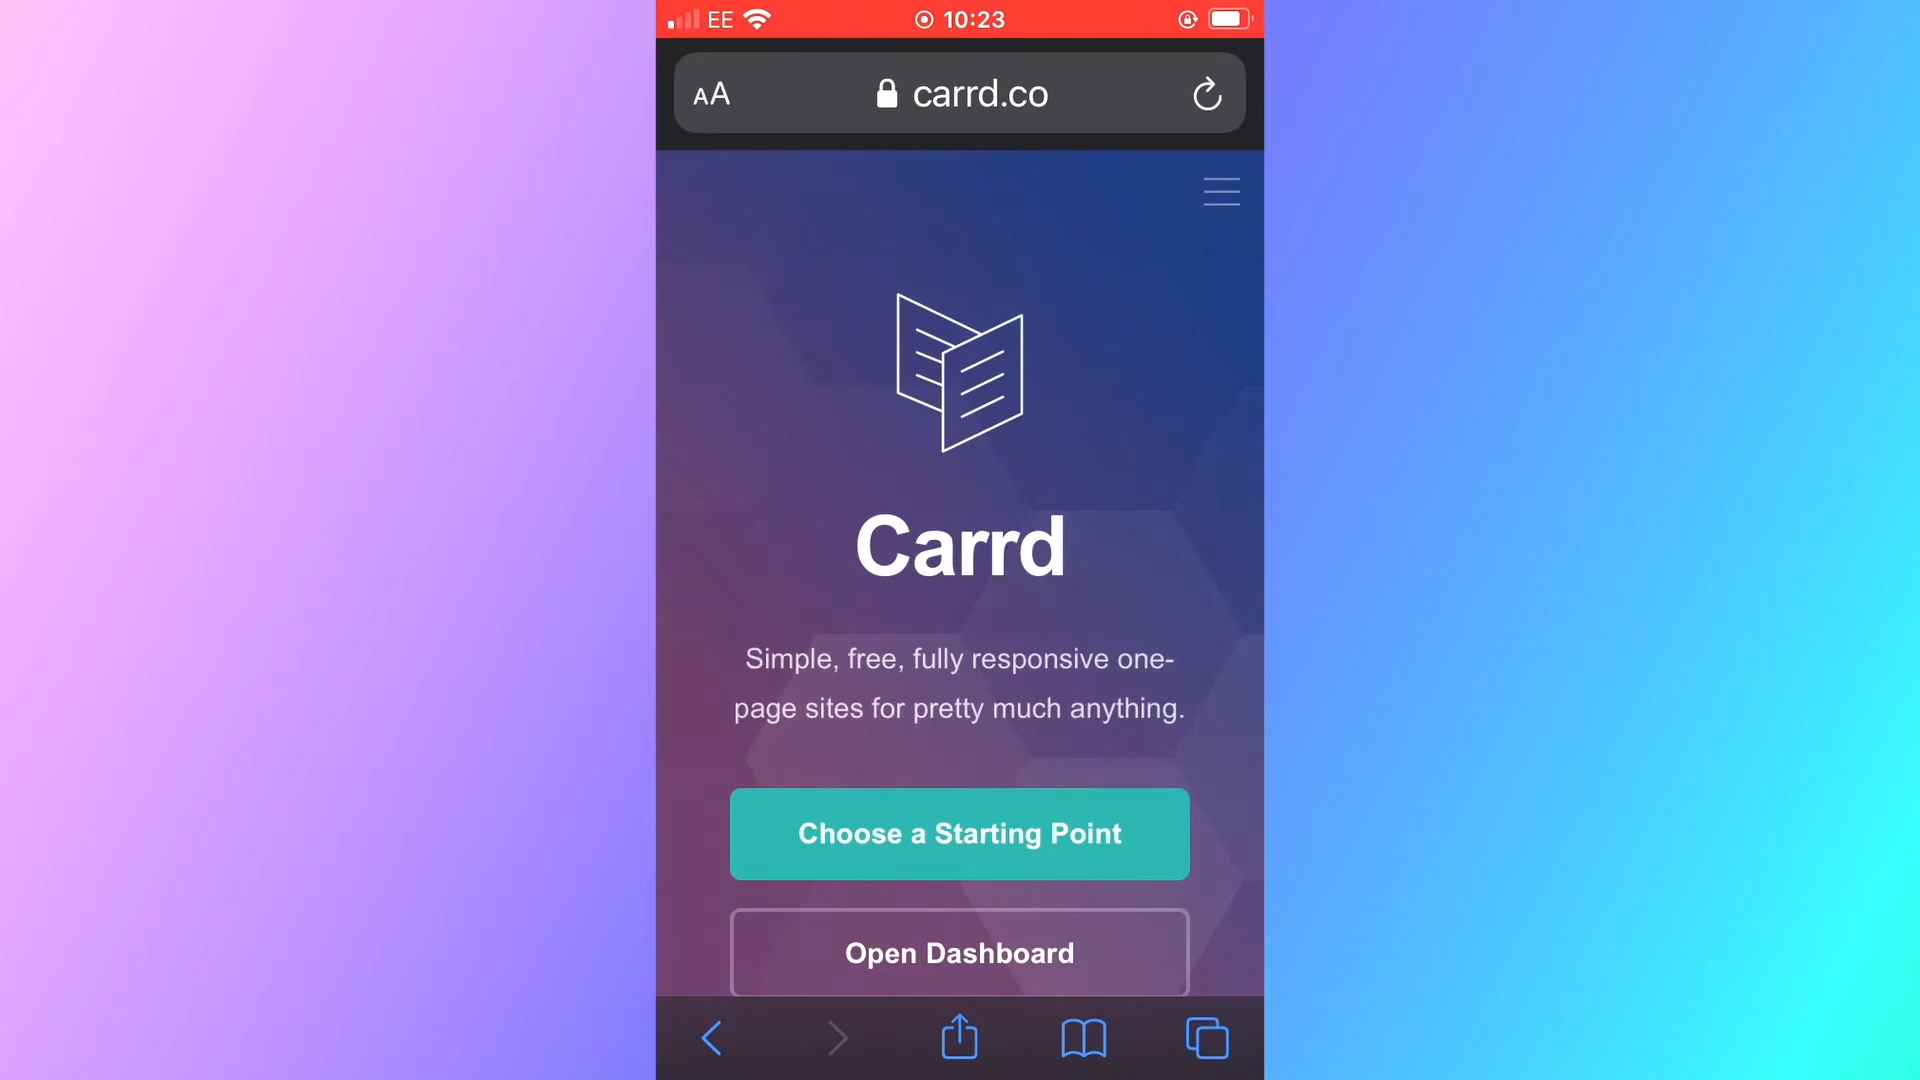 EE 10:23
AA carrd.co
Carrd
Simple, free, fully responsive one-
page sites for pretty much anything.
Choose a Starting Point
Open Dashboard